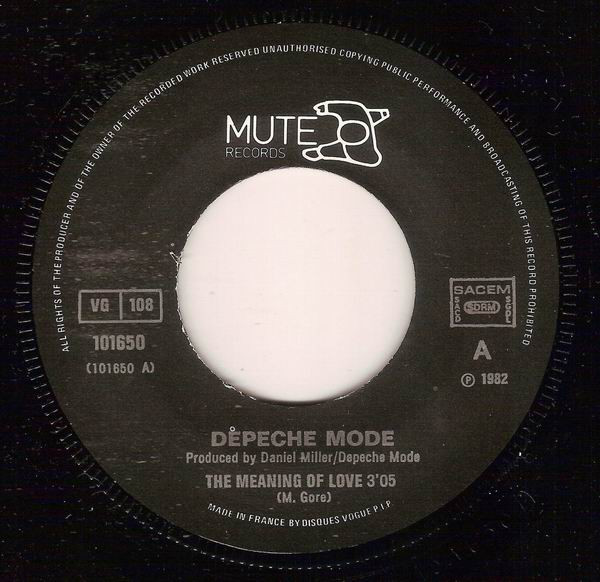 ALL RIGHTS OF THE PRODUCER AND OF THE OWNER OF THE RECORDED WORK RESERVED UNAUTHORISED COPYING PUBLIC PERFORMANCE AND BROADCASTING OF THIS RECORD PROHIBITED
MUTE
RECORDS
VG 108
101650
(101650 A)
SACEM
SACD SDRM SGDL
A
Ⓟ 1982
DEPECHE MODE
Produced by Daniel Miller/Depeche Mode
THE MEANING OF LOVE 3'05
(M. Gore)
MADE IN FRANCE BY DISQUES VOGUE P.I.P.